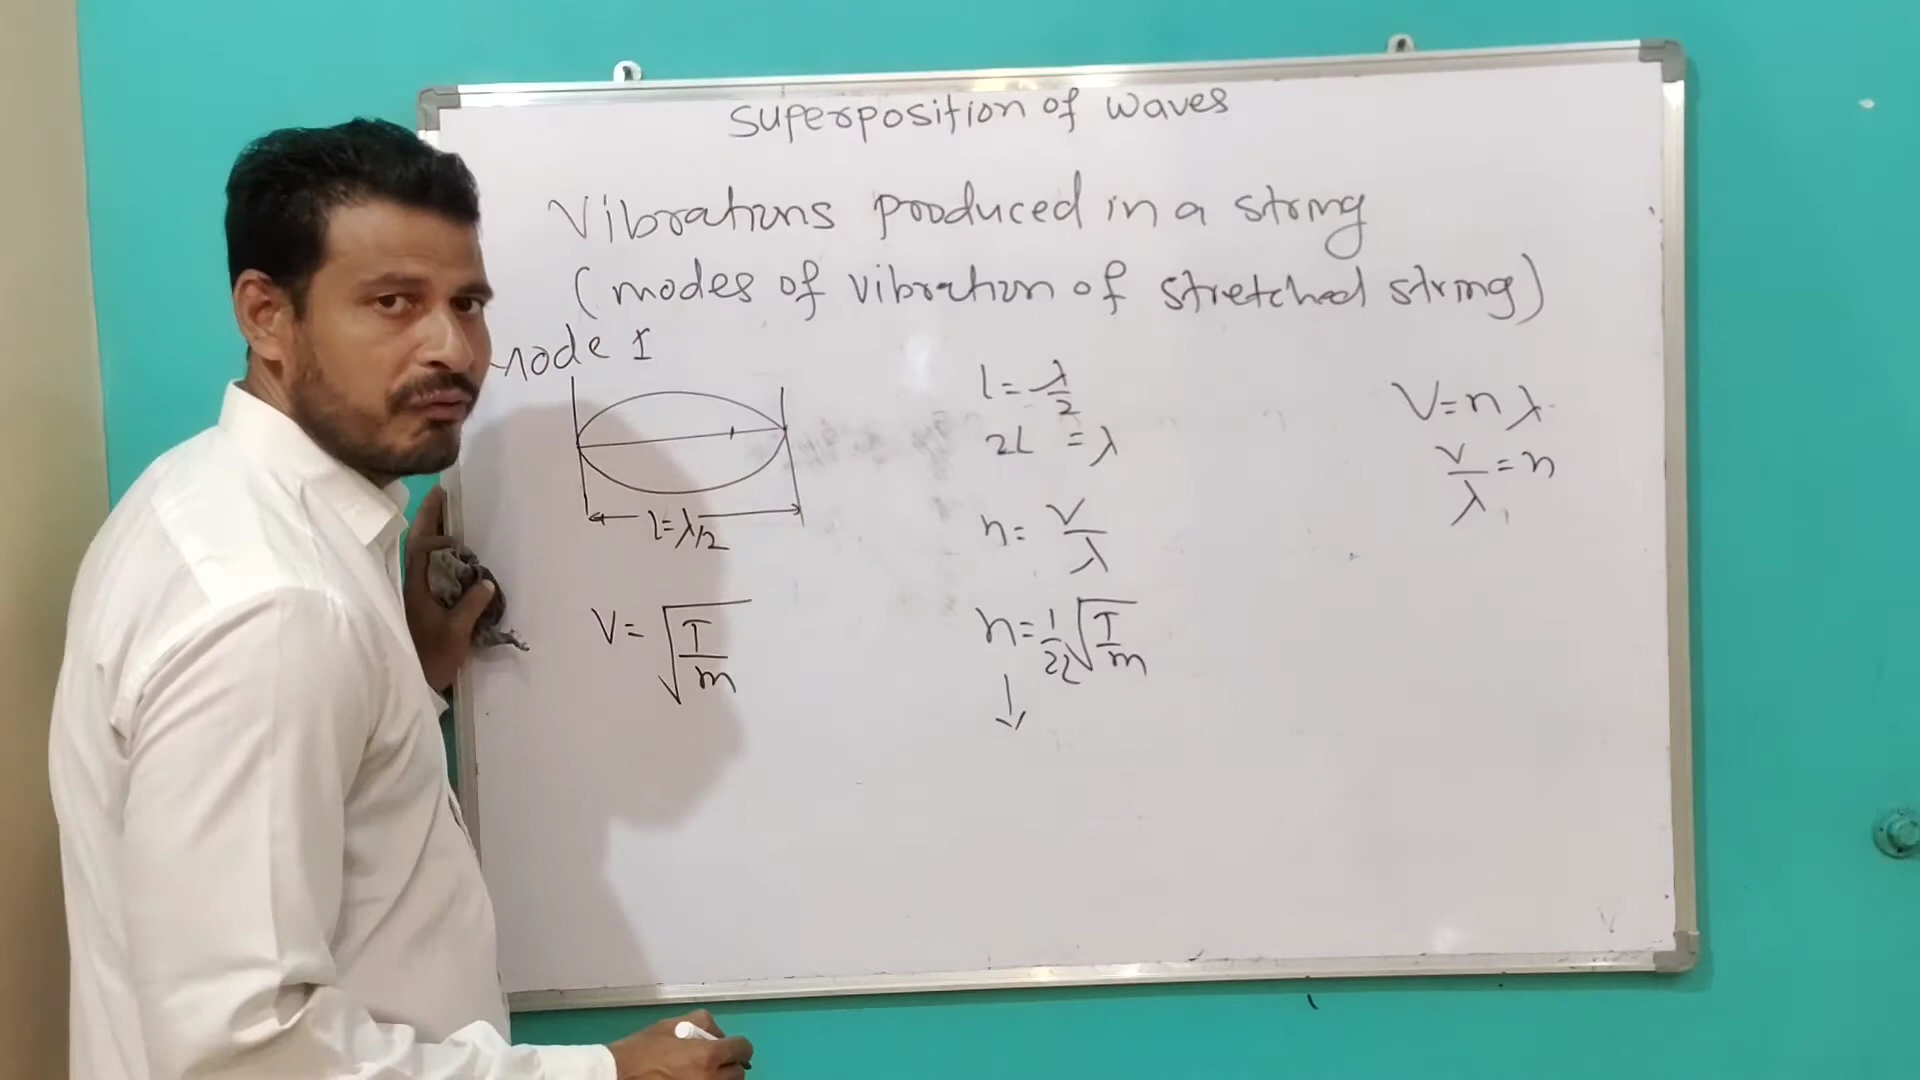 Superposition of waves
Vibrations produced in a string
(modes of vibration of stretched string)
mode I
l=λ/2
V=√(T/m)
l=λ/2
2l=λ
n=V/λ
n=1/2l√(T/m)
↓
V=nλ
V/λ=n